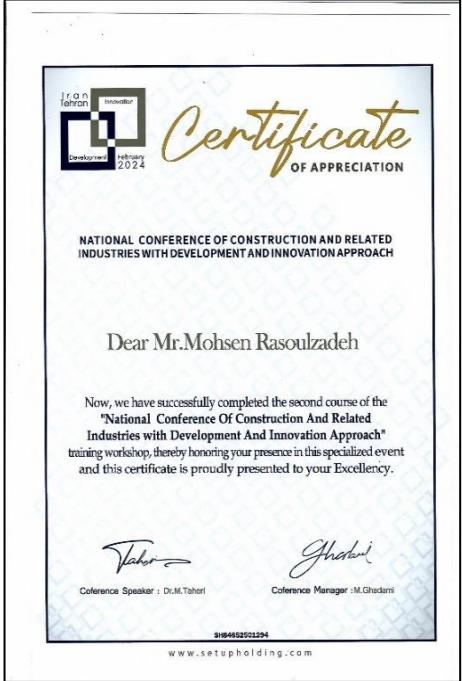 Iran
Tehran
Innovation
Development
February
2024
Certificate
OF APPRECIATION
NATIONAL CONFERENCE OF CONSTRUCTION AND RELATED
INDUSTRIES WITH DEVELOPMENT AND INNOVATION APPROACH
Dear Mr.Mohsen Rasoulzadeh
Now, we have successfully completed the second course of the
"National Conference Of Construction And Related
Industries with Development And Innovation Approach"
training workshop, thereby honoring your presence in this specialized event
and this certificate is proudly presented to your Excellency.
Taheri
Ghadami
Coference Speaker : Dr.M.Taheri
Coference Manager :M.Ghadami
SH84652501294
www.setupholding.com